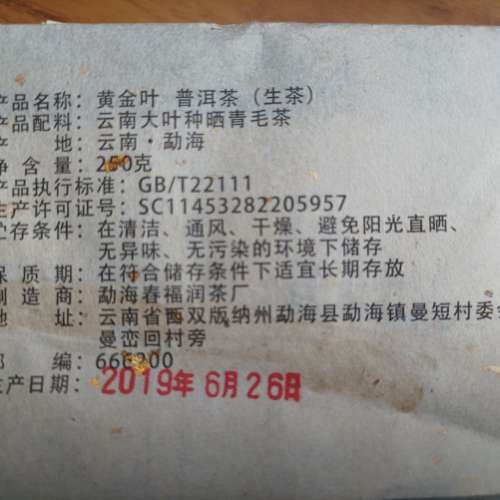 产品名称：黄金叶 普洱茶（生茶）
产品配料：云南大叶种晒青毛茶
产 地：云南·勐海
净 含 量：250克
产品执行标准：GB/T22111
生产许可证号：SC11453282205957
贮存条件：在清洁、通风、干燥、避免阳光直晒、
无异味、无污染的环境下储存
保 质 期：在符合储存条件下适宜长期存放
制 造 商：勐海春福润茶厂
地 址：云南省西双版纳州勐海县勐海镇曼短村委会
曼峦回村旁
邮 编：666200
生产日期：2019年6月26日